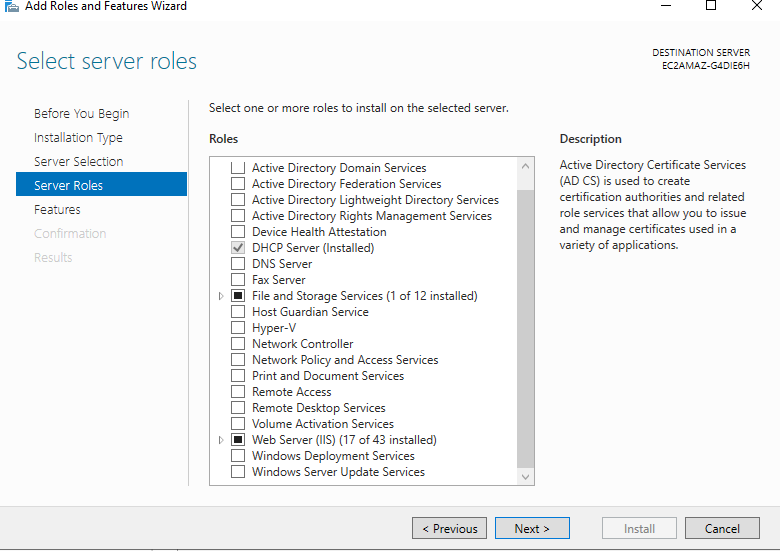 Add Roles and Features Wizard
Select server roles
DESTINATION SERVER
EC2AMAZ-G4DIE6H
Before You Begin
Installation Type
Server Selection
Server Roles
Features
Confirmation
Results
Select one or more roles to install on the selected server.
Roles
Active Directory Domain Services
Active Directory Federation Services
Active Directory Lightweight Directory Services
Active Directory Rights Management Services
Device Health Attestation
DHCP Server (Installed)
DNS Server
Fax Server
File and Storage Services (1 of 12 installed)
Host Guardian Service
Hyper-V
Network Controller
Network Policy and Access Services
Print and Document Services
Remote Access
Remote Desktop Services
Volume Activation Services
Web Server (IIS) (17 of 43 installed)
Windows Deployment Services
Windows Server Update Services
Description
Active Directory Certificate Services
(AD CS) is used to create
certification authorities and related
role services that allow you to issue
and manage certificates used in a
variety of applications.
< Previous
Next >
Install
Cancel